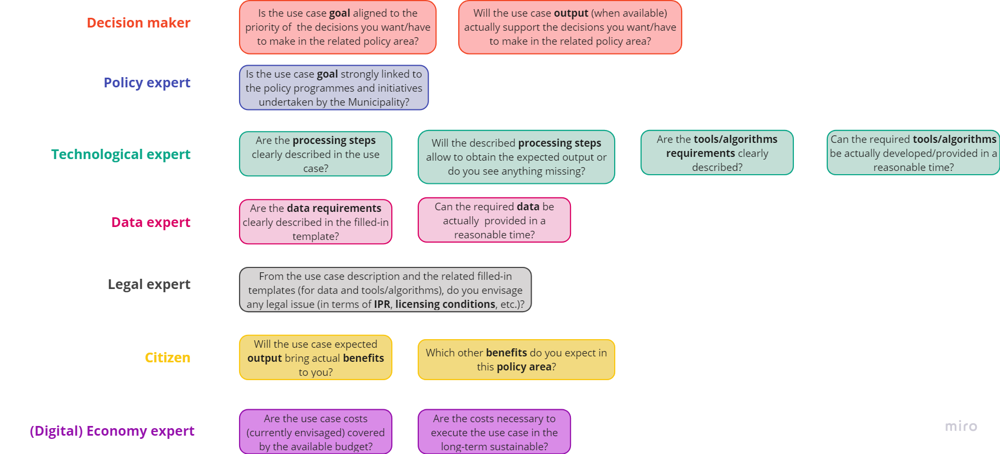 Decision maker
Is the use case goal aligned to the
priority of  the decisions you want/have
to make in the related policy area?
Will the use case output (when available)
actually support the decisions you want/have
to make in the related policy area?
Policy expert
Is the use case goal strongly linked to
the policy programmes and initiatives
undertaken by the Municipality?
Technological expert
Are the processing steps
clearly described in the use
case?
Will the described processing steps
allow to obtain the expected output or
do you see anything missing?
Are the tools/algorithms
requirements clearly
described?
Can the required tools/algorithms
be actually developed/provided in a
reasonable time?
Data expert
Are the data requirements
clearly described in the filled-in
template?
Can the required data be
actually  provided in a
reasonable time?
Legal expert
From the use case description and the related filled-in
templates (for data and tools/algorithms), do you envisage
any legal issue (in terms of IPR, licensing conditions, etc.)?
Citizen
Will the use case expected
output bring actual benefits
to you?
Which other benefits do you expect in
this policy area?
(Digital) Economy expert
Are the use case costs
(currently envisaged) covered
by the available budget?
Are the costs necessary to
execute the use case in the
long-term sustainable?
miro